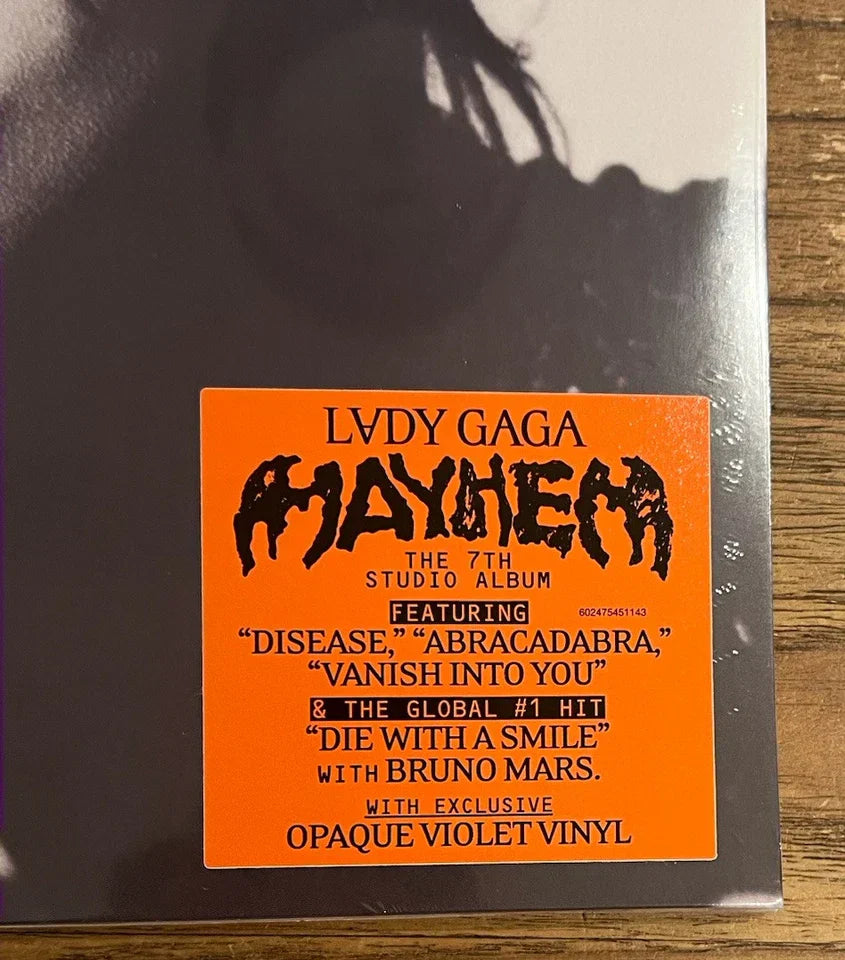 L∀DY GAGA
MAYHEM
THE 7TH
STUDIO ALBUM
FEATURING 602475451143
“DISEASE,” “ABRACADABRA,”
“VANISH INTO YOU”
& THE GLOBAL #1 HIT
“DIE WITH A SMILE”
WITH BRUNO MARS.
WITH EXCLUSIVE
OPAQUE VIOLET VINYL